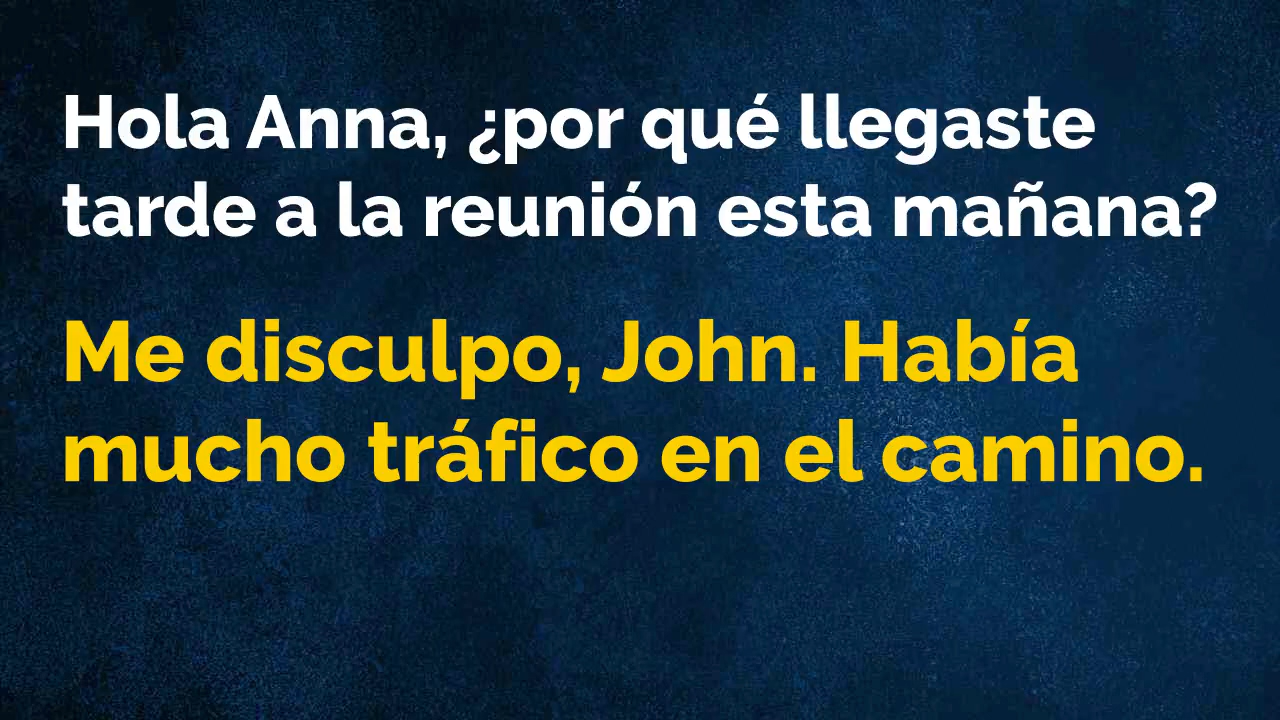 Hola Anna, ¿por qué llegaste
tarde a la reunión esta mañana?
Me disculpo, John. Había
mucho tráfico en el camino.